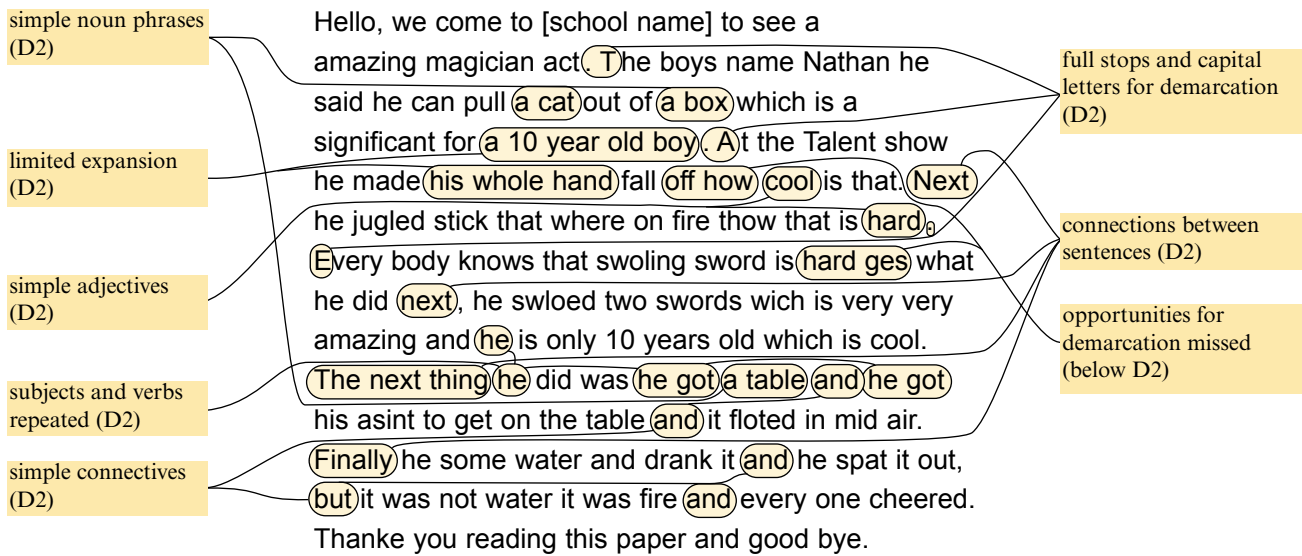 simple noun phrases
(D2)
limited expansion
(D2)
simple adjectives
(D2)
subjects and verbs
repeated (D2)
simple connectives
(D2)
Hello, we come to [school name] to see a
amazing magician act. The boys name Nathan he
said he can pull a cat out of a box which is a
significant for a 10 year old boy. At the Talent show
he made his whole hand fall off how cool is that. Next
he jugled stick that where on fire thow that is hard.
Every body knows that swoling sword is hard ges what
he did next, he swloed two swords wich is very very
amazing and he is only 10 years old which is cool.
The next thing he did was he got a table and he got
his asint to get on the table and it floted in mid air.
Finally he some water and drank it and he spat it out,
but it was not water it was fire and every one cheered.
Thanke you reading this paper and good bye.
full stops and capital
letters for demarcation
(D2)
connections between
sentences (D2)
opportunities for
demarcation missed
(below D2)